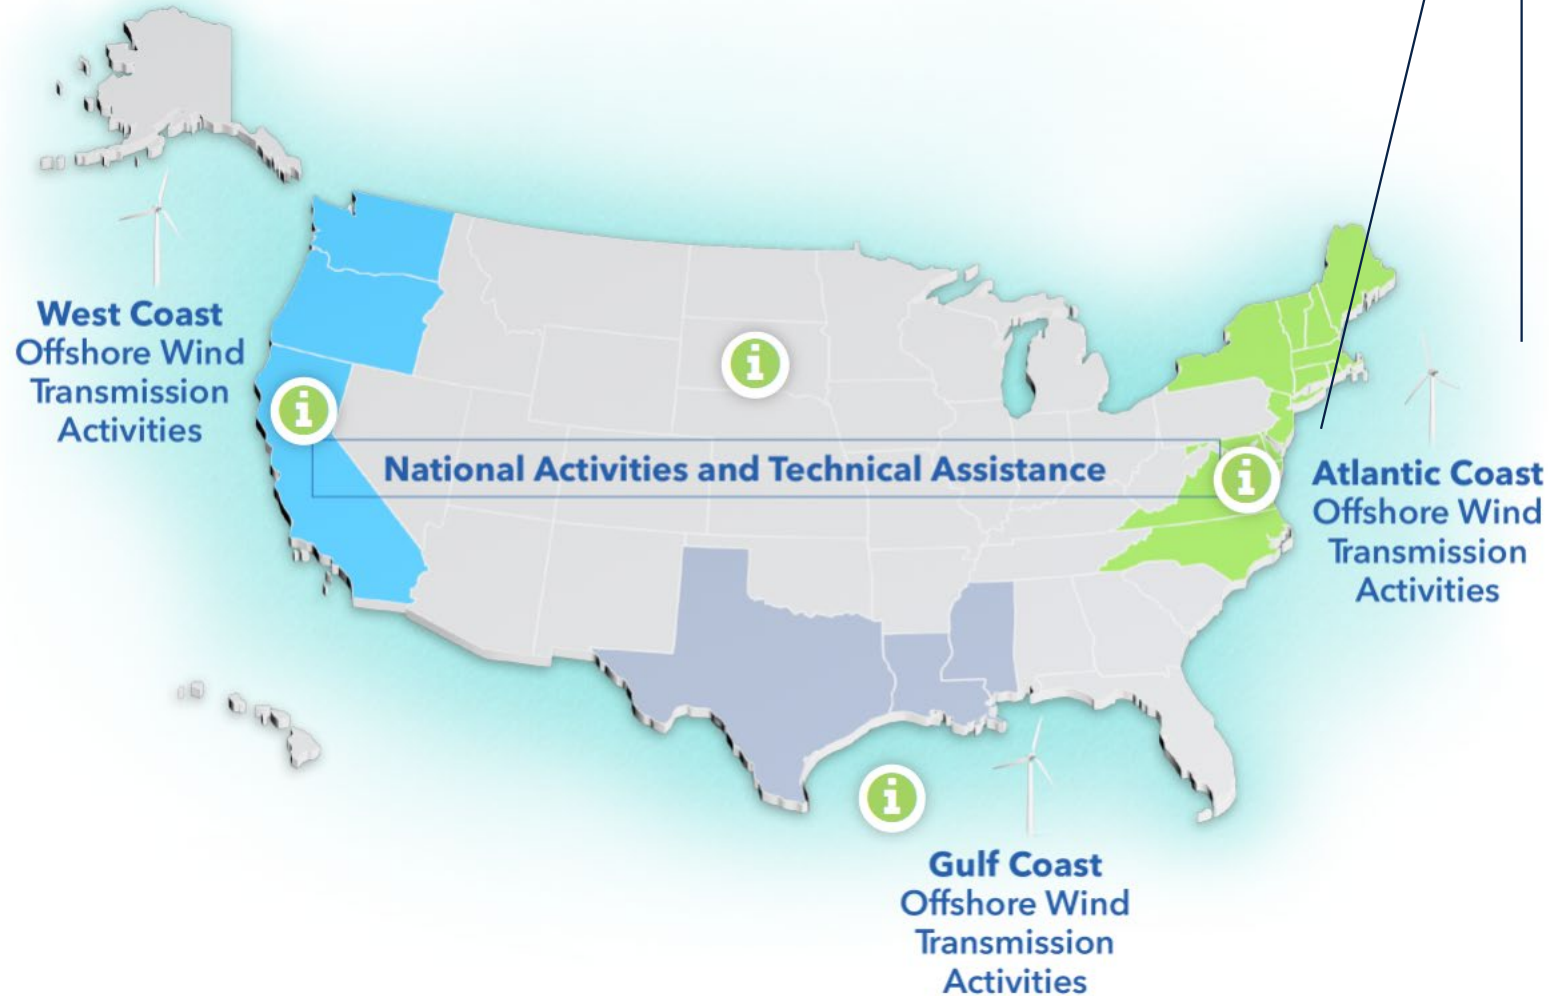 West Coast
Offshore Wind
Transmission
Activities
i
i
National Activities and Technical Assistance
i
Atlantic Coast
Offshore Wind
Transmission
Activities
i
Gulf Coast
Offshore Wind
Transmission
Activities